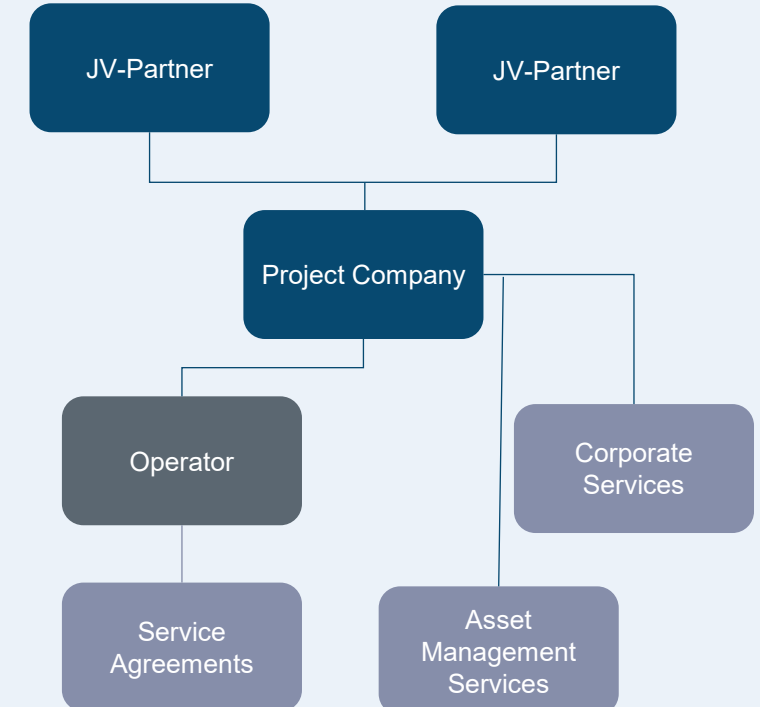 JV-Partner
JV-Partner
Project Company
Operator
Corporate
Services
Service
Agreements
Asset
Management
Services